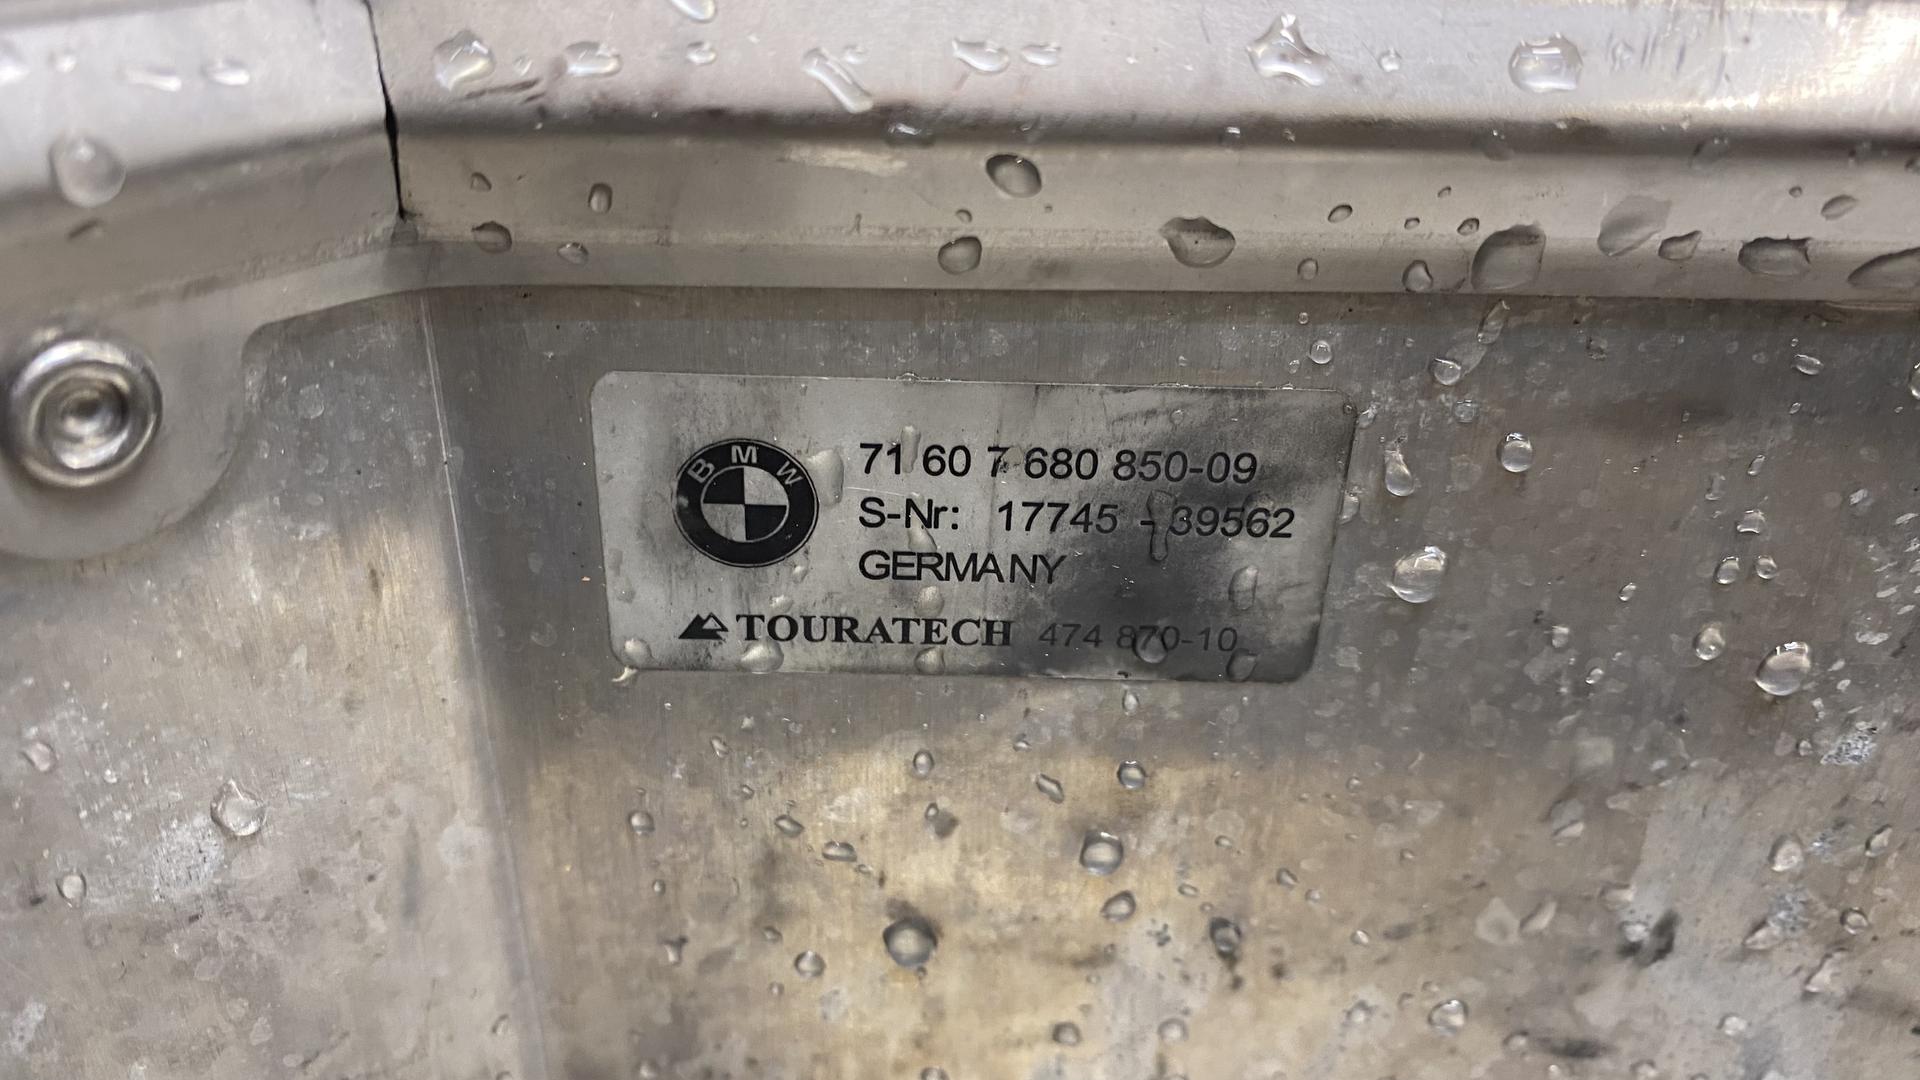 BMW
71 60 7 680 850-09
S-Nr: 17745 - 39562
GERMANY
TOURATECH 474 870-10